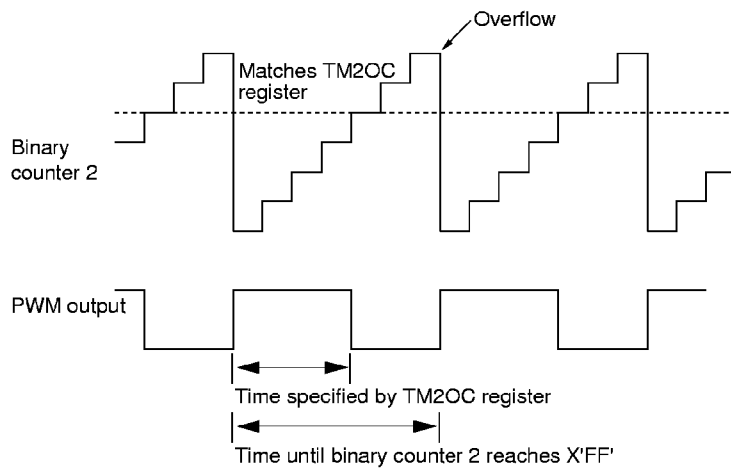 Overflow
Matches TM2OC
register
Binary
counter 2
PWM output
Time specified by TM2OC register
Time until binary counter 2 reaches X'FF'